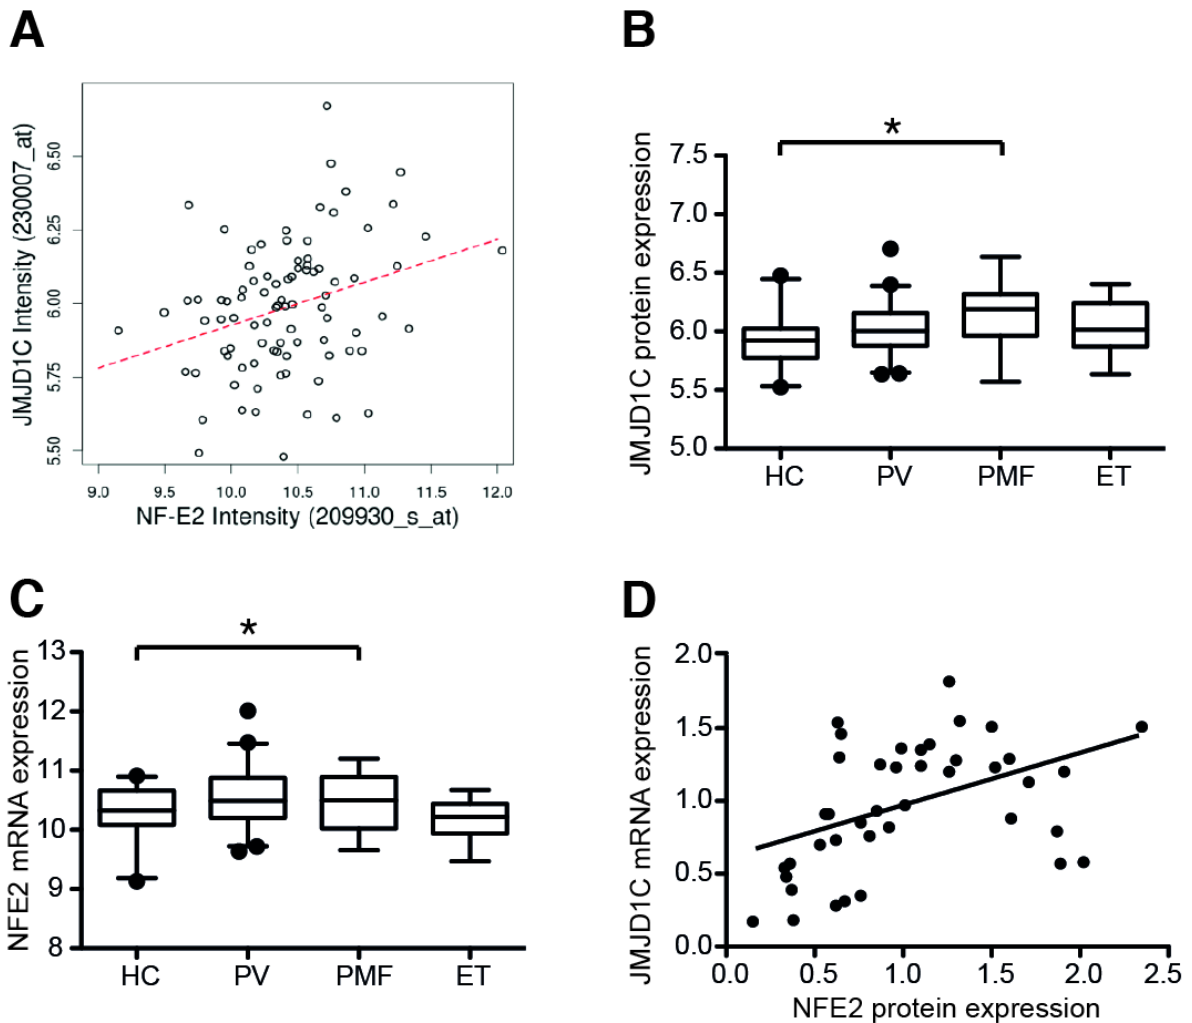 A
JMJD1C Intensity (230007_at)
6.50
6.25
6.00
5.75
5.50
9.0 9.5 10.0 10.5 11.0 11.5 12.0
NF-E2 Intensity (209930_s_at)
B
JMJD1C protein expression
*
7.5
7.0
6.5
6.0
5.5
5.0
HC PV PMF ET
C
NFE2 mRNA expression
*
13
12
11
10
9
8
HC PV PMF ET
D
JMJD1C mRNA expression
2.0
1.5
1.0
0.5
0.0
0.0 0.5 1.0 1.5 2.0 2.5
NFE2 protein expression